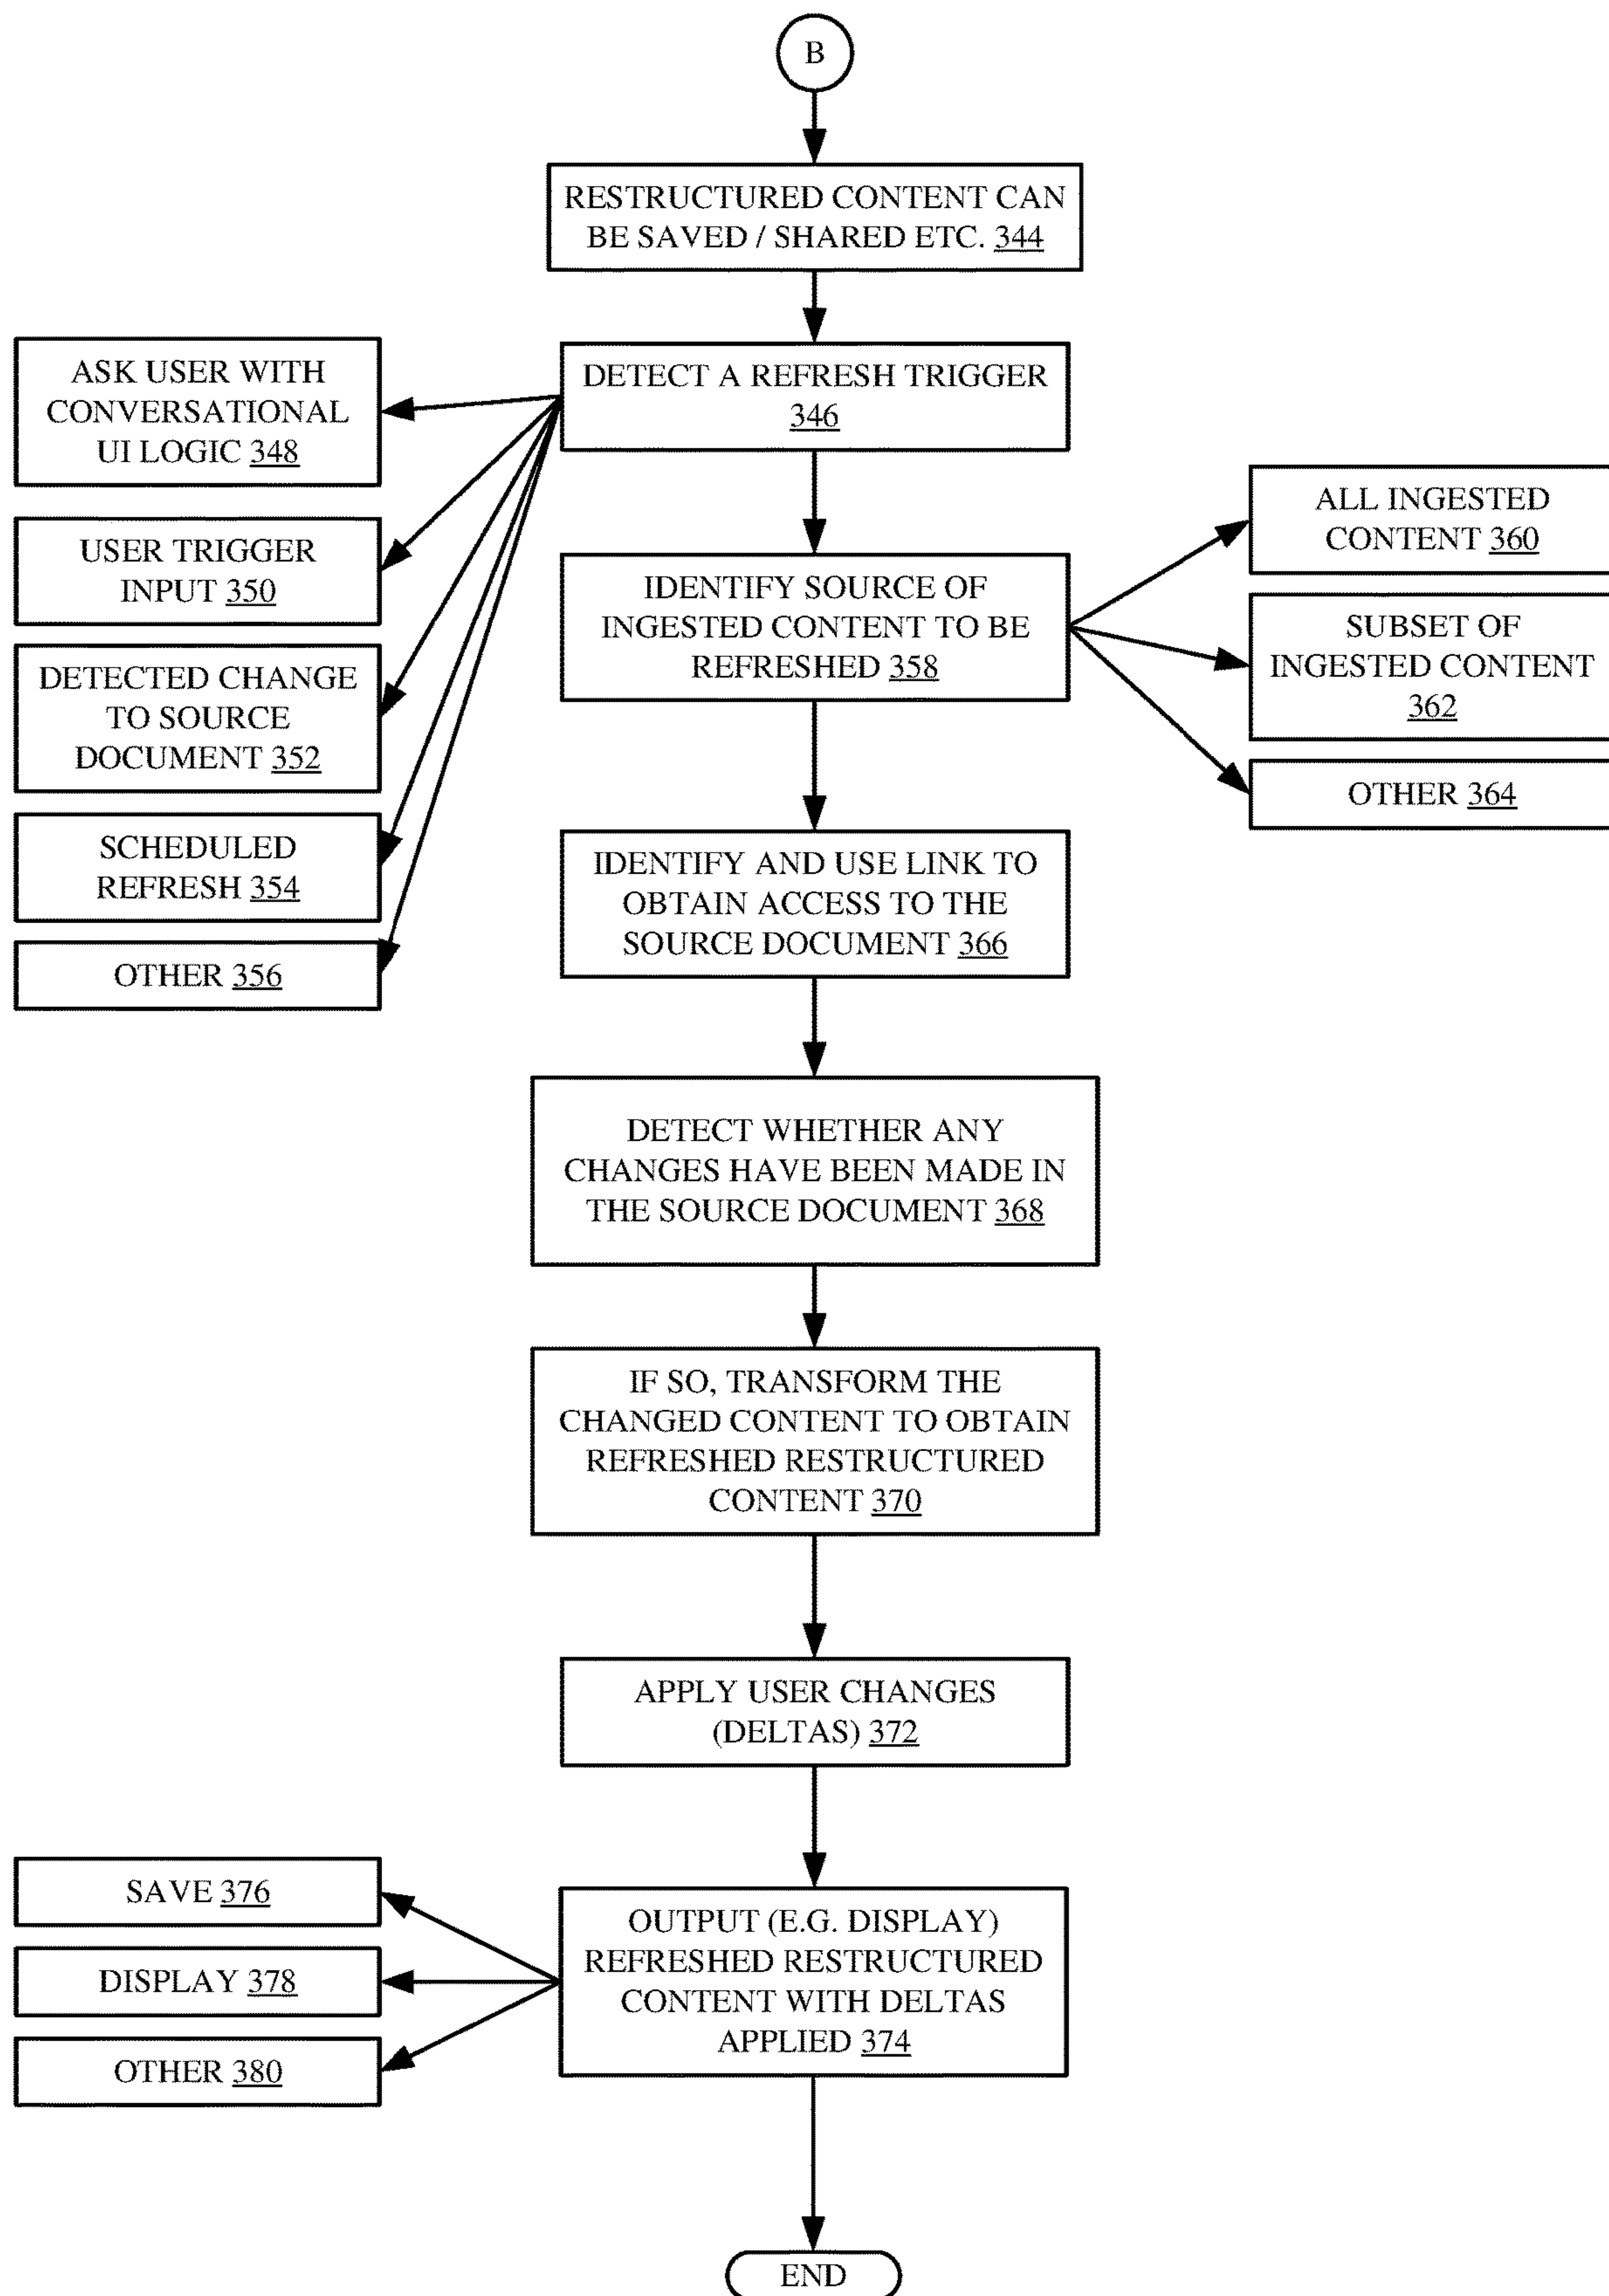 B
RESTRUCTURED CONTENT CAN
BE SAVED / SHARED ETC. 344
DETECT A REFRESH TRIGGER
346
ASK USER WITH
CONVERSATIONAL
UI LOGIC 348
USER TRIGGER
INPUT 350
DETECTED CHANGE
TO SOURCE
DOCUMENT 352
SCHEDULED
REFRESH 354
OTHER 356
IDENTIFY SOURCE OF
INGESTED CONTENT TO BE
REFRESHED 358
ALL INGESTED
CONTENT 360
SUBSET OF
INGESTED CONTENT
362
OTHER 364
IDENTIFY AND USE LINK TO
OBTAIN ACCESS TO THE
SOURCE DOCUMENT 366
DETECT WHETHER ANY
CHANGES HAVE BEEN MADE IN
THE SOURCE DOCUMENT 368
IF SO, TRANSFORM THE
CHANGED CONTENT TO OBTAIN
REFRESHED RESTRUCTURED
CONTENT 370
APPLY USER CHANGES
(DELTAS) 372
OUTPUT (E.G. DISPLAY)
REFRESHED RESTRUCTURED
CONTENT WITH DELTAS
APPLIED 374
SAVE 376
DISPLAY 378
OTHER 380
END